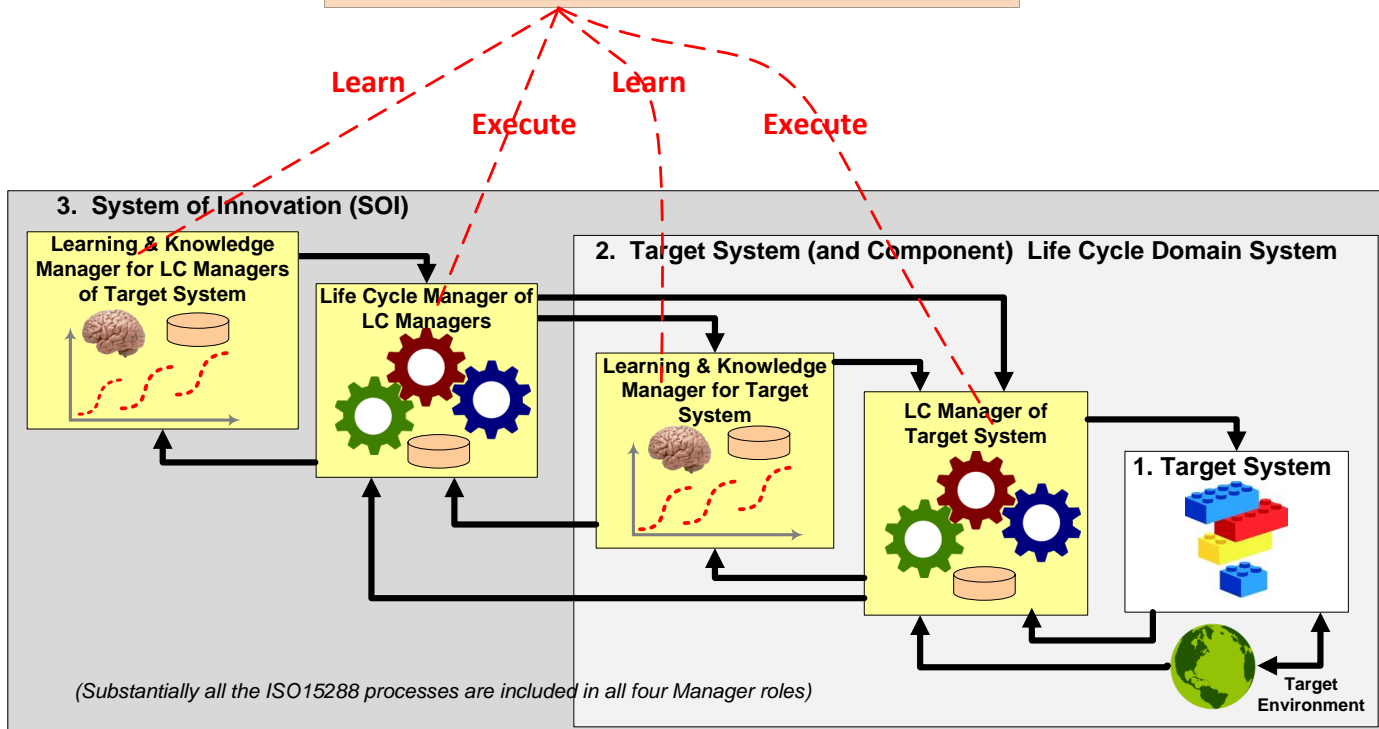 Learn
Learn
Execute
Execute
3. System of Innovation (SOI)
Learning & Knowledge
Manager for LC Managers
of Target System
2. Target System (and Component) Life Cycle Domain System
Life Cycle Manager of
LC Managers
Learning & Knowledge
Manager for Target
System
LC Manager of
Target System
1. Target System
Target
Environment
(Substantially all the ISO15288 processes are included in all four Manager roles)